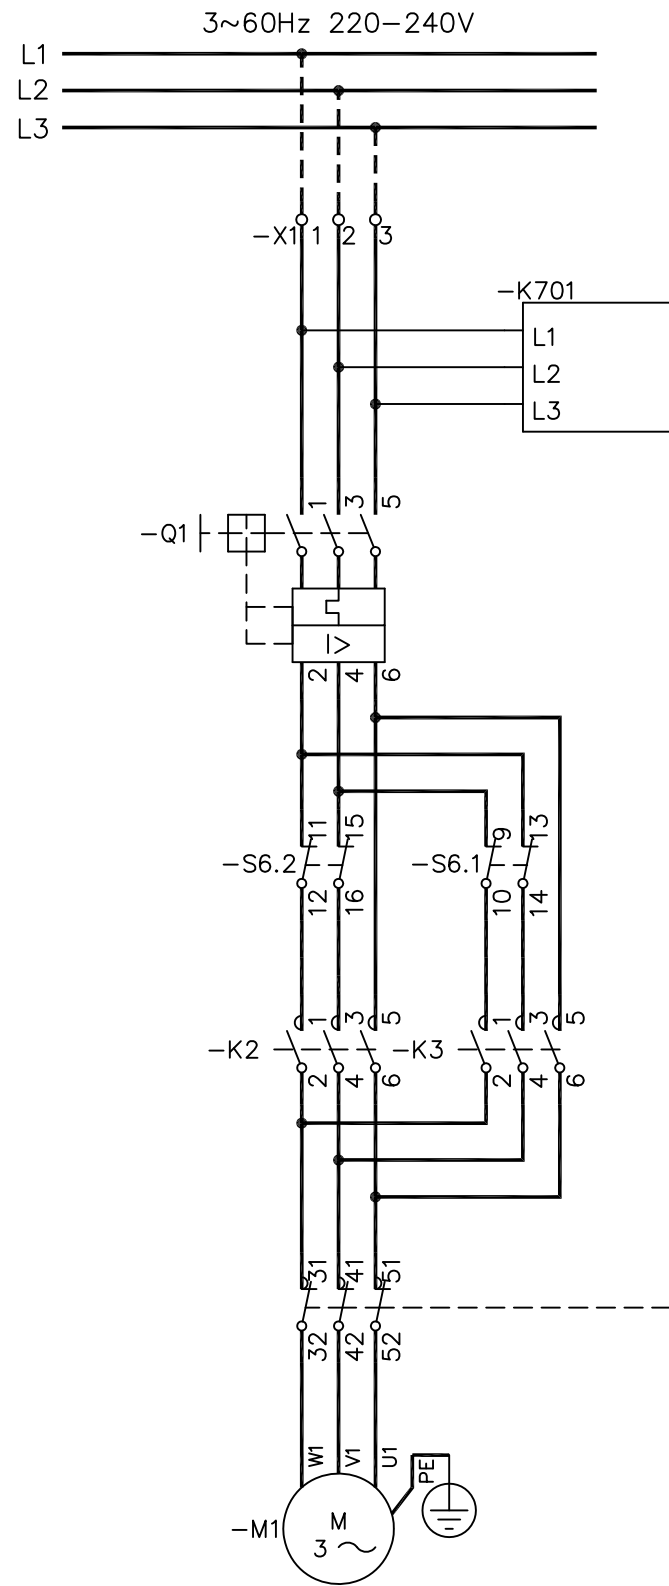 3~60Hz 220-240V
L1
L2
L3
-X1 1 2 3
-K701
L1
L2
L3
1 3 5
-Q1
I>
2 4 6
11 15 9 13
-S6.2 -S6.1
12 16 10 14
1 3 5 1 3 5
-K2 -K3
2 4 6 2 4 6
31 41 51
32 42 52
W1 V1 U1 PE
-M1 M
3~